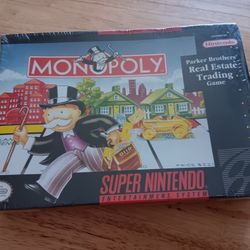 MONOPOLY
Nintendo
Parker Brothers'
Real Estate
Trading
Game
SUPER NINTENDO
ENTERTAINMENT SYSTEM